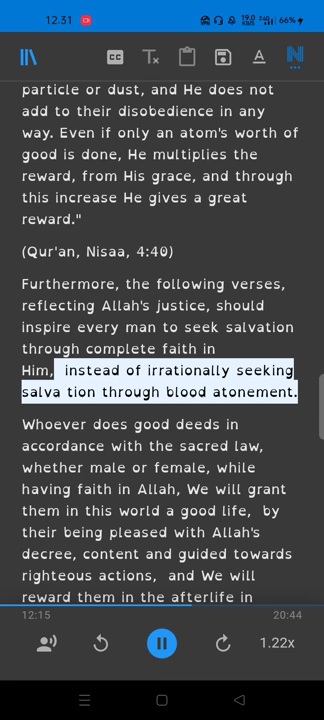 12.31
19.0
KB/S
66%
CC
particle or dust, and He does not
add to their disobedience in any
way. Even if only an atom's worth of
good is done, He multiplies the
reward, from His grace, and through
this increase He gives a great
reward."
(Qur'an, Nisaa, 4:40)
Furthermore, the following verses,
reflecting Allah's justice, should
inspire every man to seek salvation
through complete faith in
Him, instead of irrationally seeking
salva tion through blood atonement.
Whoever does good deeds in
accordance with the sacred law,
whether male or female, while
having faith in Allah, We will grant
them in this world a good life, by
their being pleased with Allah's
decree, content and guided towards
righteous actions, and We will
reward them in the afterlife in
12:15 20:44
1.22x